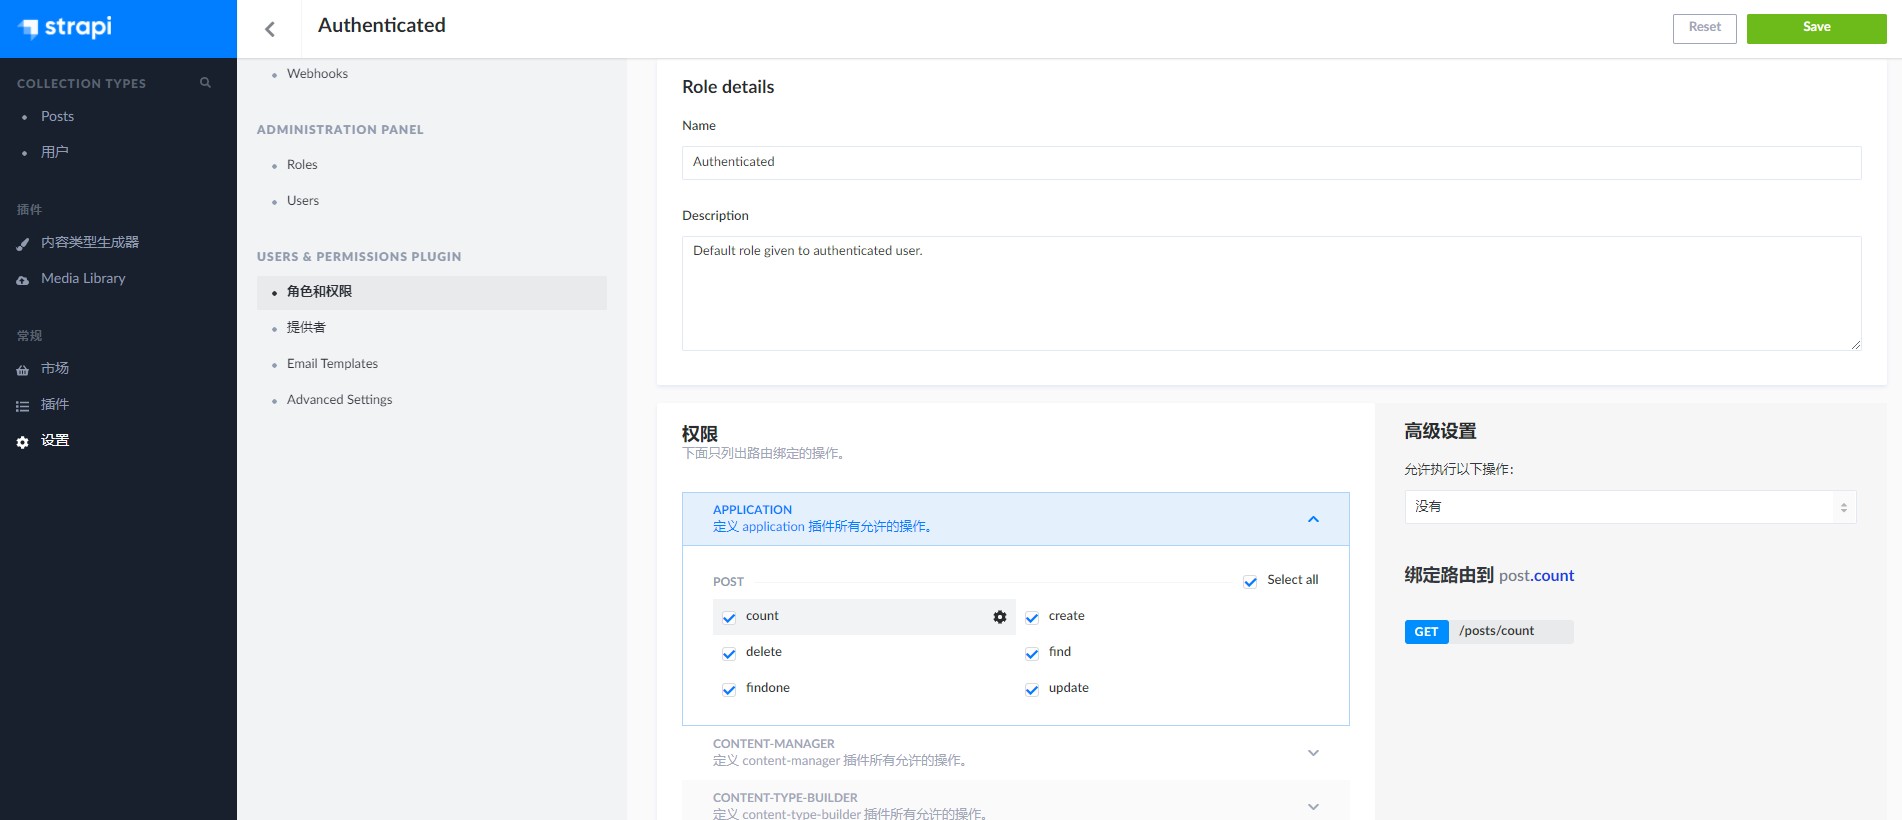 strapi
Authenticated
Reset
Save
COLLECTION TYPES
Posts
用户
插件
内容类型生成器
Media Library
常规
市场
插件
设置
Webhooks
ADMINISTRATION PANEL
Roles
Users
USERS & PERMISSIONS PLUGIN
角色和权限
提供者
Email Templates
Advanced Settings
Role details
Name
Authenticated
Description
Default role given to authenticated user.
权限
下面只列出路由绑定的操作。
APPLICATION
定义 application 插件所有允许的操作。
POST
Select all
count
create
delete
find
findone
update
CONTENT-MANAGER
定义 content-manager 插件所有允许的操作。
CONTENT-TYPE-BUILDER
定义 content-type-builder 插件所有允许的操作。
高级设置
允许执行以下操作：
没有
绑定路由到 post.count
GET /posts/count